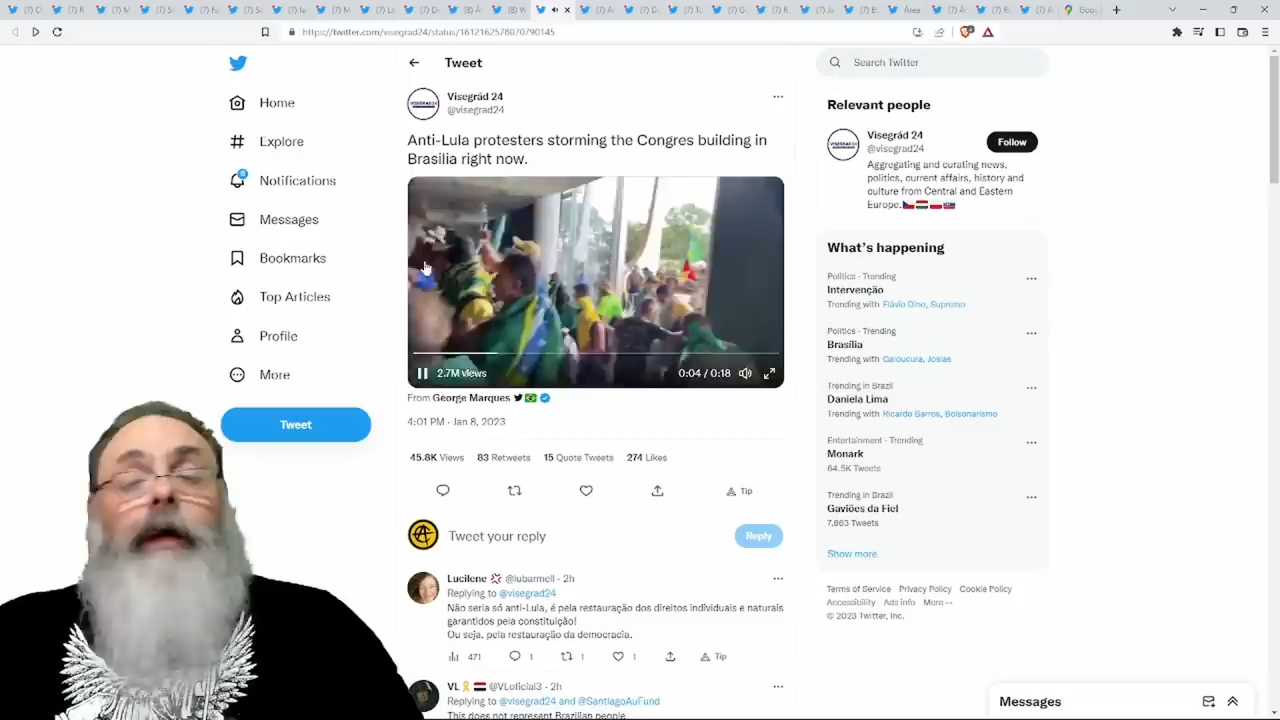 https://twitter.com/visegrad24/status/1612162578070790145
Home
Explore
Notifications
Messages
Bookmarks
Top Articles
Profile
More
Tweet
Tweet
Visegrád 24
@visegrad24
Anti-Lula protesters storming the Congres building in
Brasilia right now.
2.7M views
0:04 / 0:18
From George Marques
4:01 PM · Jan 8, 2023
45.8K Views 83 Retweets 15 Quote Tweets 274 Likes
Tip
Tweet your reply
Reply
Lucilene @lubarmell · 2h
Replying to @visegrad24
Não seria só anti-Lula, é pela restauração dos direitos individuais e naturais
garantidos pela constituição!
Ou seja, pela restauração da democracia.
471 1 1 1 Tip
VL @VLoficial3 · 2h
Replying to @visegrad24 and
This does not represent Brazilian people
Search Twitter
Relevant people
Visegrád 24
@visegrad24
Follow
Aggregating and curating news,
politics, current affairs, history and
culture from Central and Eastern
Europe.
What's happening
Politics · Trending
Intervenção
Trending with Flávio Dino, Supremo
Politics · Trending
Brasília
Trending with Galoucura, Josias
Trending in Brazil
Daniela Lima
Trending with Ricardo Barros, Bolsonarismo
Entertainment · Trending
Monark
64.5K Tweets
Trending in Brazil
Gaviões da Fiel
7,863 Tweets
Show more
Terms of Service Privacy Policy Cookie Policy
Accessibility Ads info More ···
© 2023 Twitter, Inc.
Messages